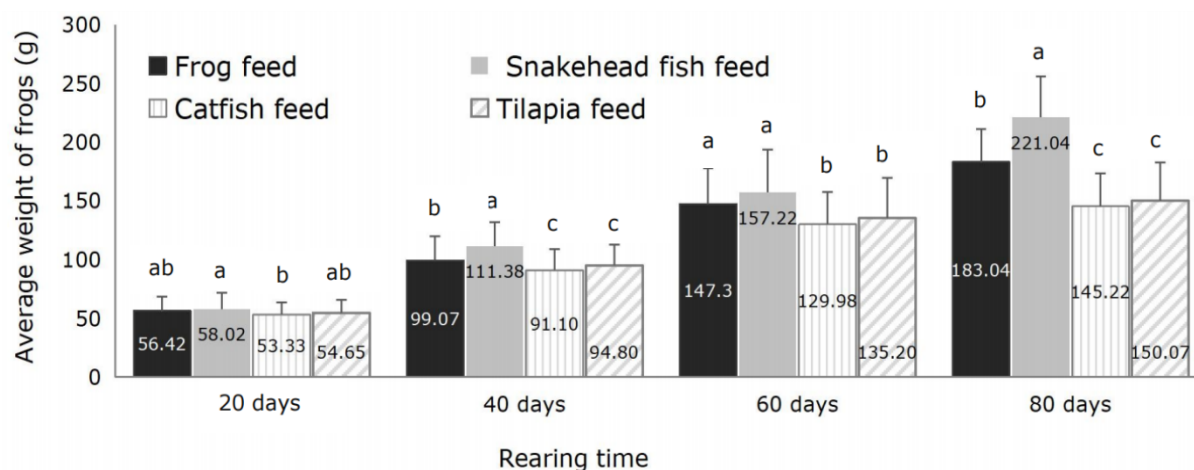 Average weight of frogs (g)
300
250
200
150
100
50
0
Frog feed
Snakehead fish feed
Catfish feed
Tilapia feed
ab a b ab
56.42 58.02 53.33 54.65
b a c c
99.07 111.38 91.10 94.80
a a b b
147.3 157.22 129.98 135.20
b a c c
183.04 221.04 145.22 150.07
20 days 40 days 60 days 80 days
Rearing time